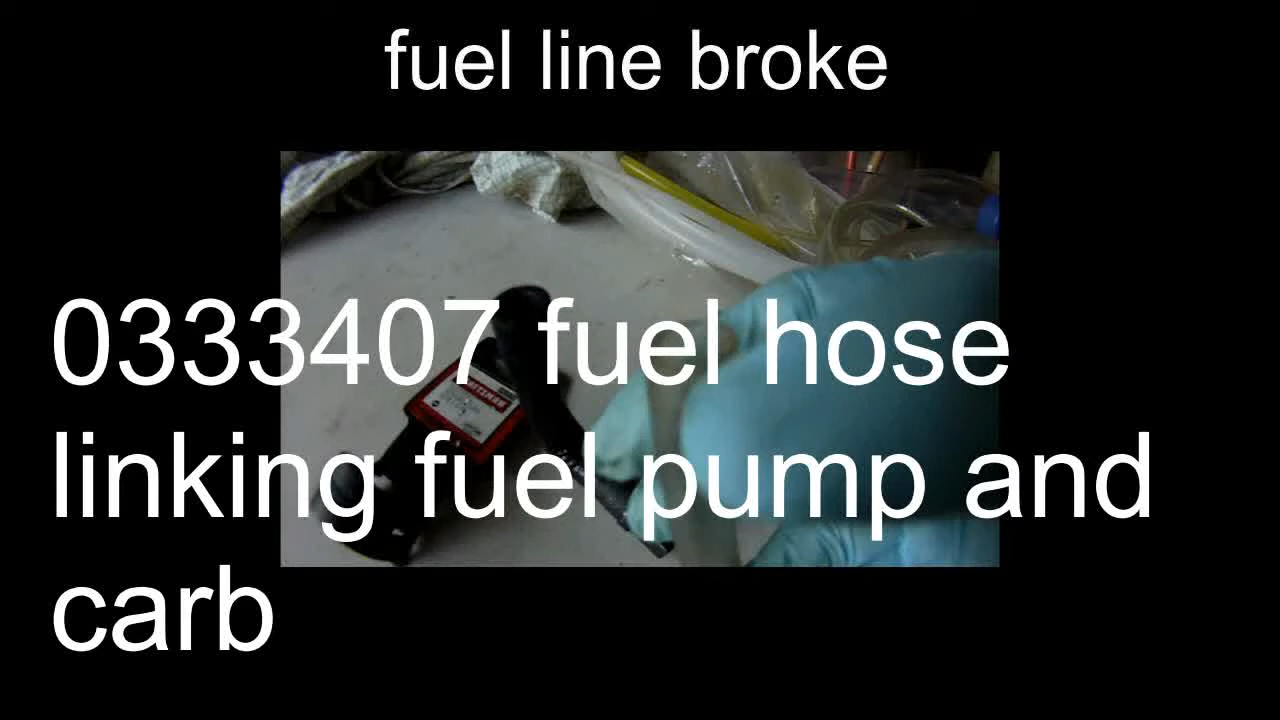 fuel line broke
0333407 fuel hose
linking fuel pump and
carb